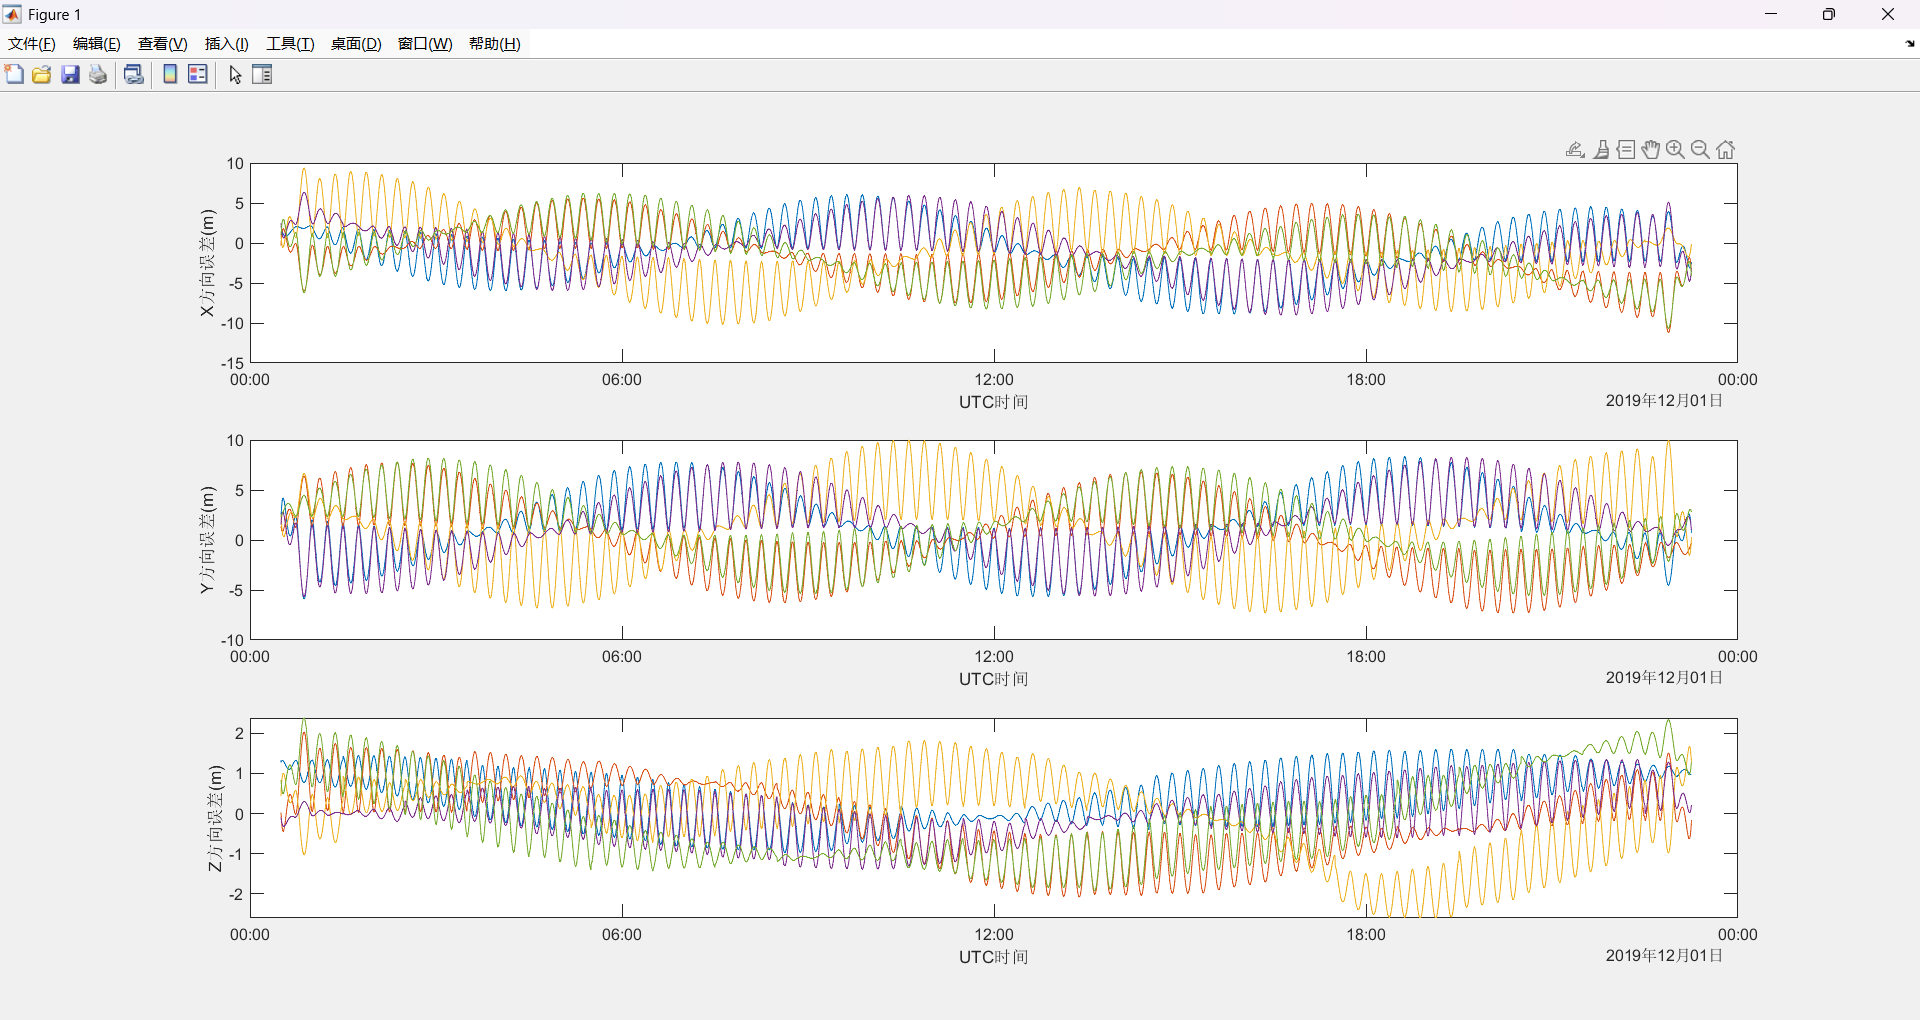 Figure 1
文件(F) 编辑(E) 查看(V) 插入(I) 工具(T) 桌面(D) 窗口(W) 帮助(H)
X方向误差(m)
10
5
0
-5
-10
-15
00:00 06:00 12:00 18:00 00:00
UTC时间
2019年12月01日
Y方向误差(m)
10
5
0
-5
-10
00:00 06:00 12:00 18:00 00:00
UTC时间
2019年12月01日
Z方向误差(m)
2
1
0
-1
-2
00:00 06:00 12:00 18:00 00:00
UTC时间
2019年12月01日